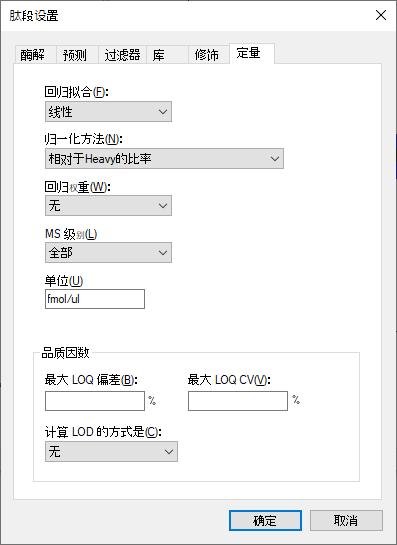 肽段设置
酶解 预测 过滤器 库 修饰 定量
回归拟合(F):
线性
归一化方法(N):
相对于Heavy的比率
回归权重(W):
无
MS 级别(L)
全部
单位(U)
fmol/ul
品质因数
最大 LOQ 偏差(B): 最大 LOQ CV(V):
% %
计算 LOD 的方式是(C):
无
确定 取消